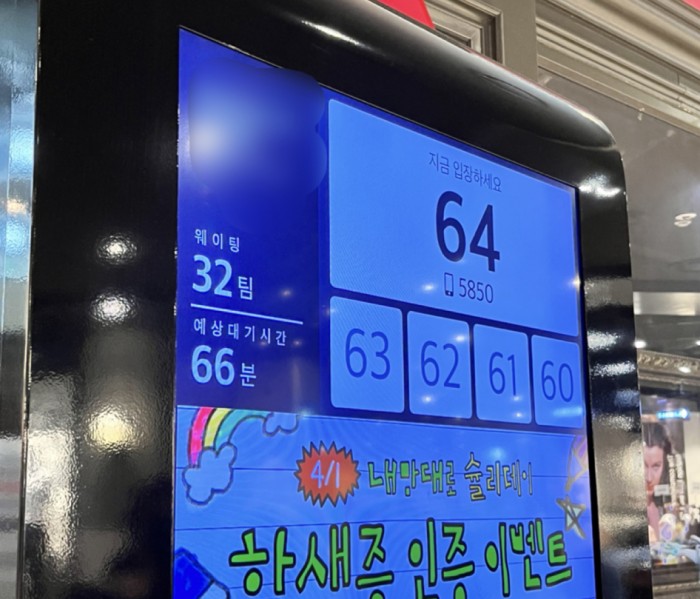 지금 입장하세요
64
5850
웨이팅
32팀
예상대기시간
66분
63 62 61 60
4/1 내맘대로 슐리데이
하새증 인증 이벤트